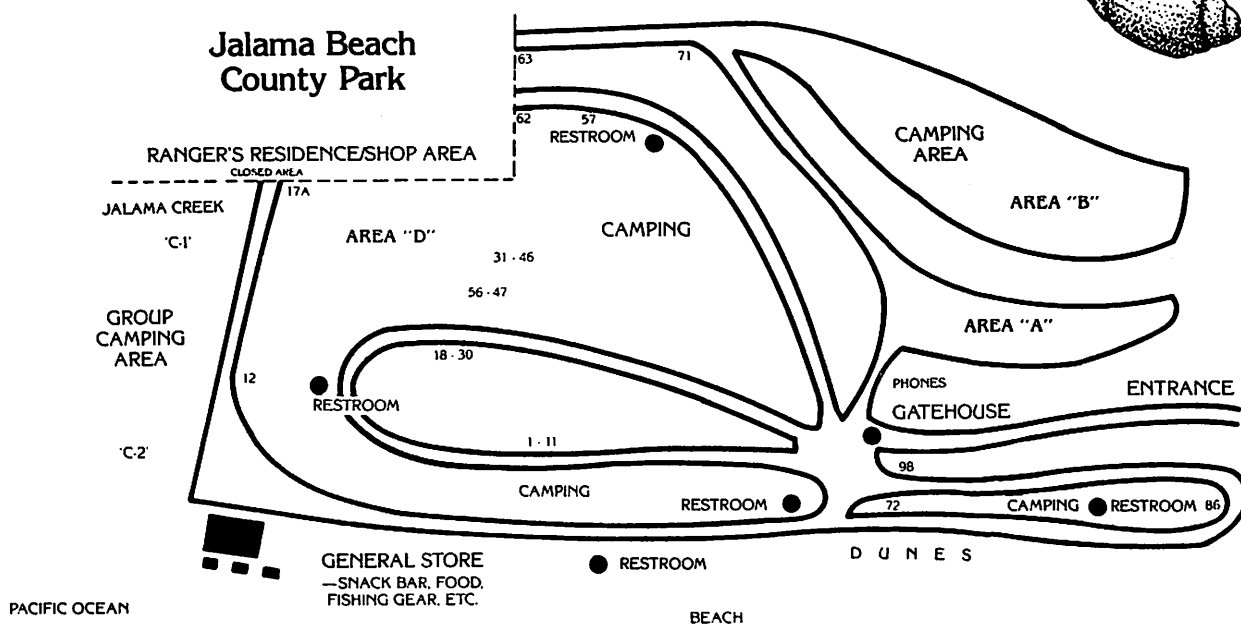 Jalama Beach
County Park
63
71
62
57
RESTROOM
CAMPING
AREA
AREA "B"
RANGER'S RESIDENCE/SHOP AREA
CLOSED AREA
17A
JALAMA CREEK
'C-1'
AREA "D"
CAMPING
31 - 46
56 - 47
GROUP
CAMPING
AREA
AREA "A"
18 - 30
12
RESTROOM
PHONES
GATEHOUSE
ENTRANCE
1 - 11
'C-2'
98
CAMPING
RESTROOM
72
CAMPING
RESTROOM
86
DUNES
GENERAL STORE
—SNACK BAR, FOOD,
FISHING GEAR, ETC.
RESTROOM
PACIFIC OCEAN
BEACH